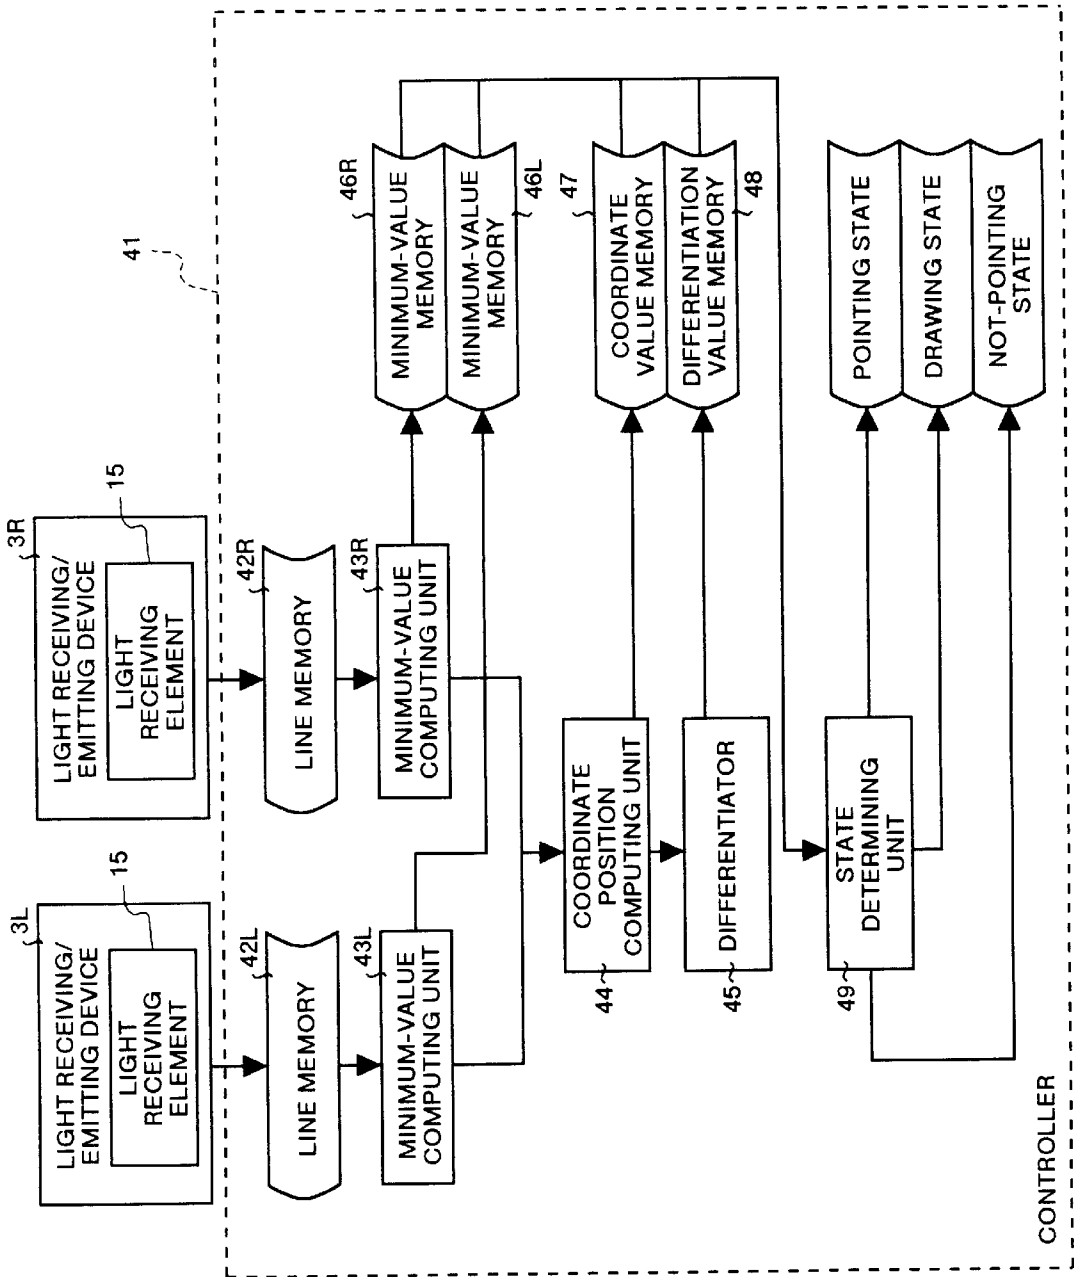 41
3L
LIGHT RECEIVING/
EMITTING DEVICE
15
LIGHT
RECEIVING
ELEMENT
3R
LIGHT RECEIVING/
EMITTING DEVICE
15
LIGHT
RECEIVING
ELEMENT
42L
LINE MEMORY
42R
LINE MEMORY
43L
MINIMUM-VALUE
COMPUTING UNIT
43R
MINIMUM-VALUE
COMPUTING UNIT
46R
MINIMUM-VALUE
MEMORY
MINIMUM-VALUE
MEMORY
46L
44
COORDINATE
POSITION
COMPUTING UNIT
47
COORDINATE
VALUE MEMORY
45
DIFFERENTIATOR
DIFFERENTIATION
VALUE MEMORY
48
49
STATE
DETERMINING
UNIT
POINTING STATE
DRAWING STATE
NOT-POINTING
STATE
CONTROLLER